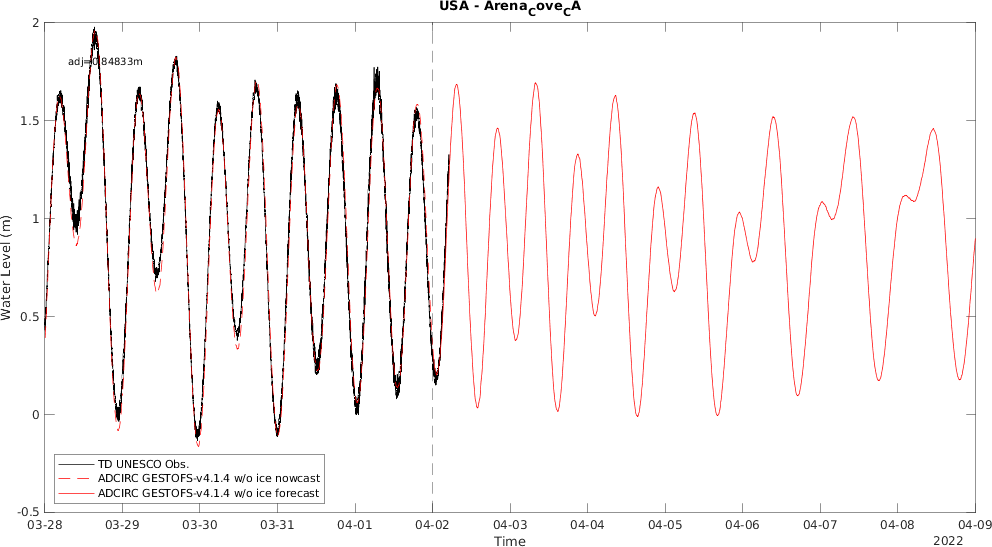 USA - ArenaCoveCA
adj=0.84833m
2
1.5
1
0.5
0
-0.5
Water Level (m)
TD UNESCO Obs.
ADCIRC GESTOFS-v4.1.4 w/o ice nowcast
ADCIRC GESTOFS-v4.1.4 w/o ice forecast
03-28 03-29 03-30 03-31 04-01 04-02 04-03 04-04 04-05 04-06 04-07 04-08 04-09
Time
2022